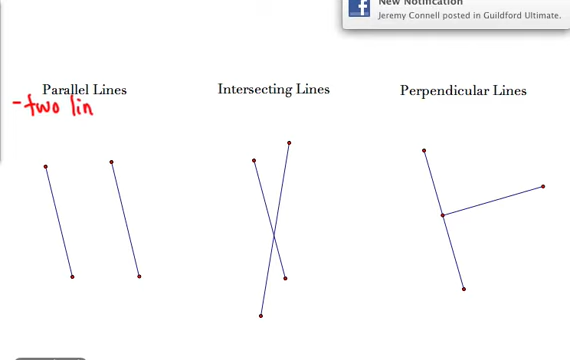 New Notification
Jeremy Connell posted in Guildford Ultimate.
Parallel Lines
Intersecting Lines
Perpendicular Lines
-two lin